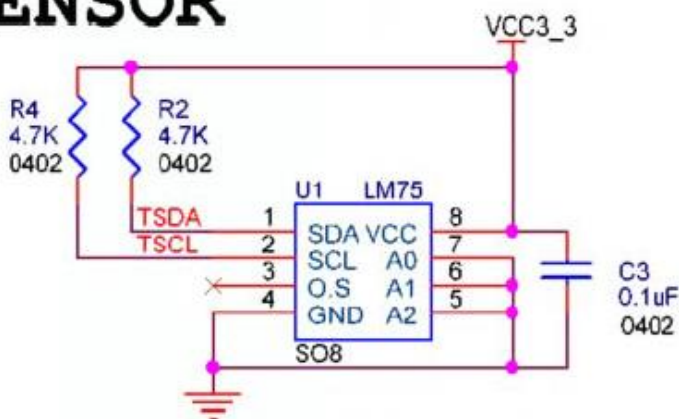 ENSOR
VCC3_3
R4
4.7K
0402
R2
4.7K
0402
U1 LM75
TSDA 1 SDA VCC 8
TSCL 2 SCL A0 7
3 O.S A1 6
4 GND A2 5
SO8
C3
0.1uF
0402